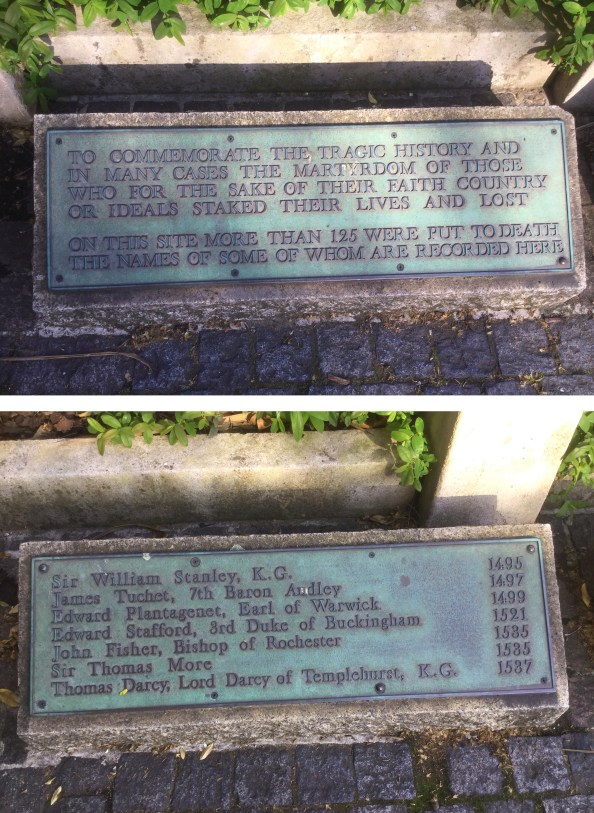 TO COMMEMORATE THE TRAGIC HISTORY AND
IN MANY CASES THE MARTYRDOM OF THOSE
WHO FOR THE SAKE OF THEIR FAITH COUNTRY
OR IDEALS STAKED THEIR LIVES AND LOST
ON THIS SITE MORE THAN 125 WERE PUT TO DEATH
THE NAMES OF SOME OF WHOM ARE RECORDED HERE
Sir William Stanley, K.G. 1495
James Tuchet, 7th Baron Audley 1497
Edward Plantagenet, Earl of Warwick 1499
Edward Stafford, 3rd Duke of Buckingham 1521
John Fisher, Bishop of Rochester 1535
Sir Thomas More 1535
Thomas Darcy, Lord Darcy of Templehurst, K.G. 1537